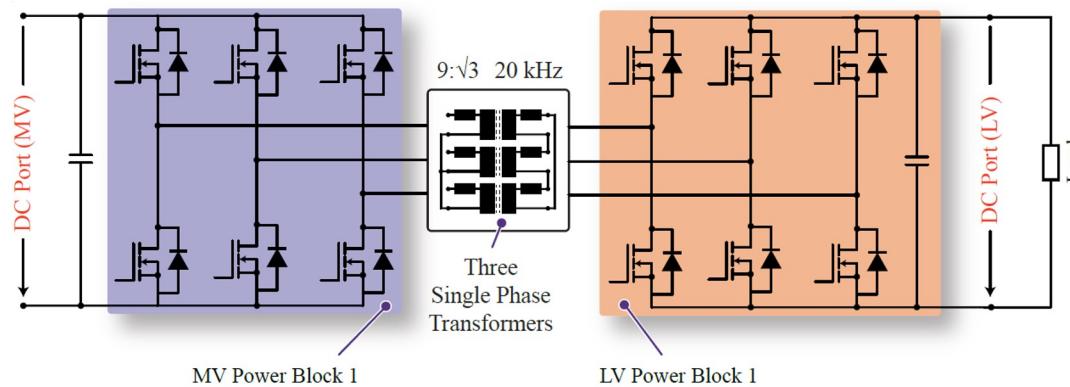 9:√3 20 kHz
DC Port (MV)
DC Port (LV)
Three
Single Phase
Transformers
MV Power Block 1
LV Power Block 1